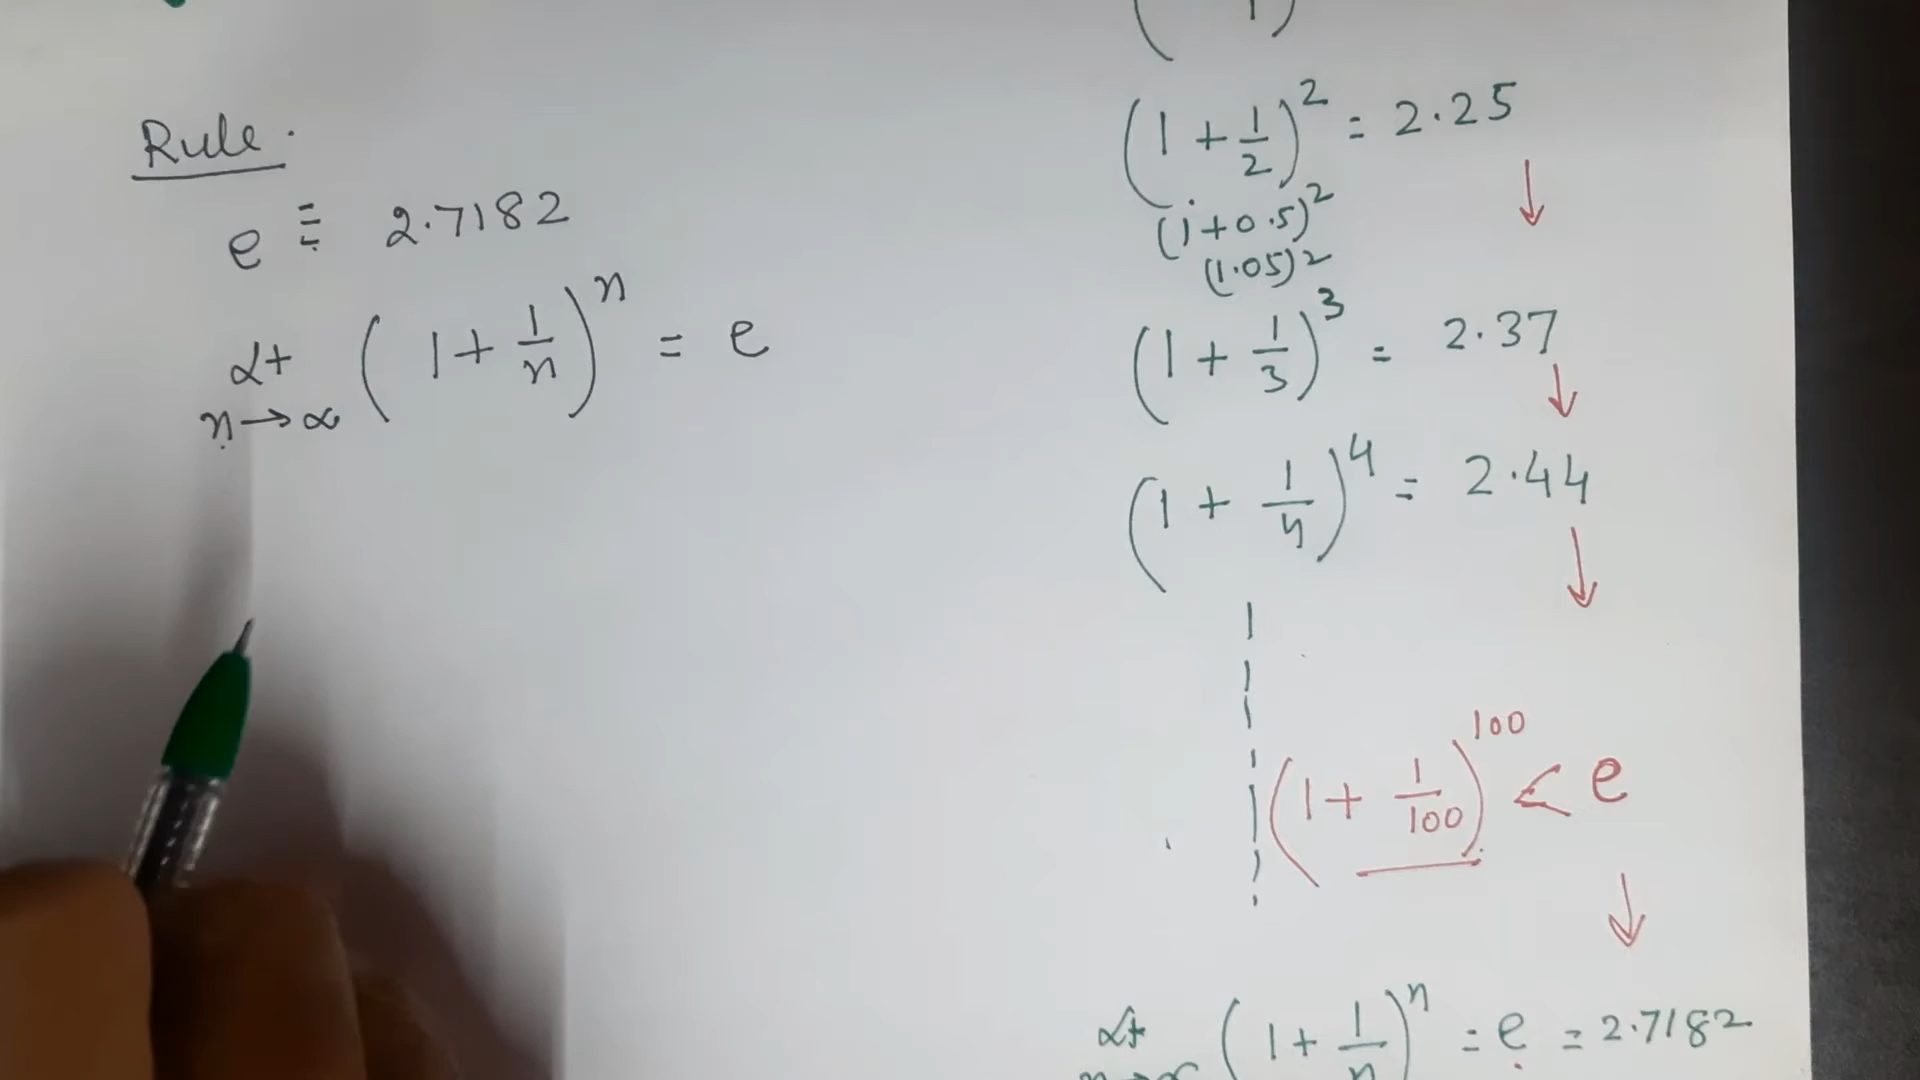 Rule.
e ≡ 2.7182
Lt n→∞ (1 + 1/n)^n = e
(1 + 1/2)^2 = 2.25
(1+0.5)^2
(1.05)^2
(1 + 1/3)^3 = 2.37
(1 + 1/4)^4 = 2.44
(1 + 1/100)^100 < e
Lt n→∞ (1 + 1/n)^n = e = 2.7182